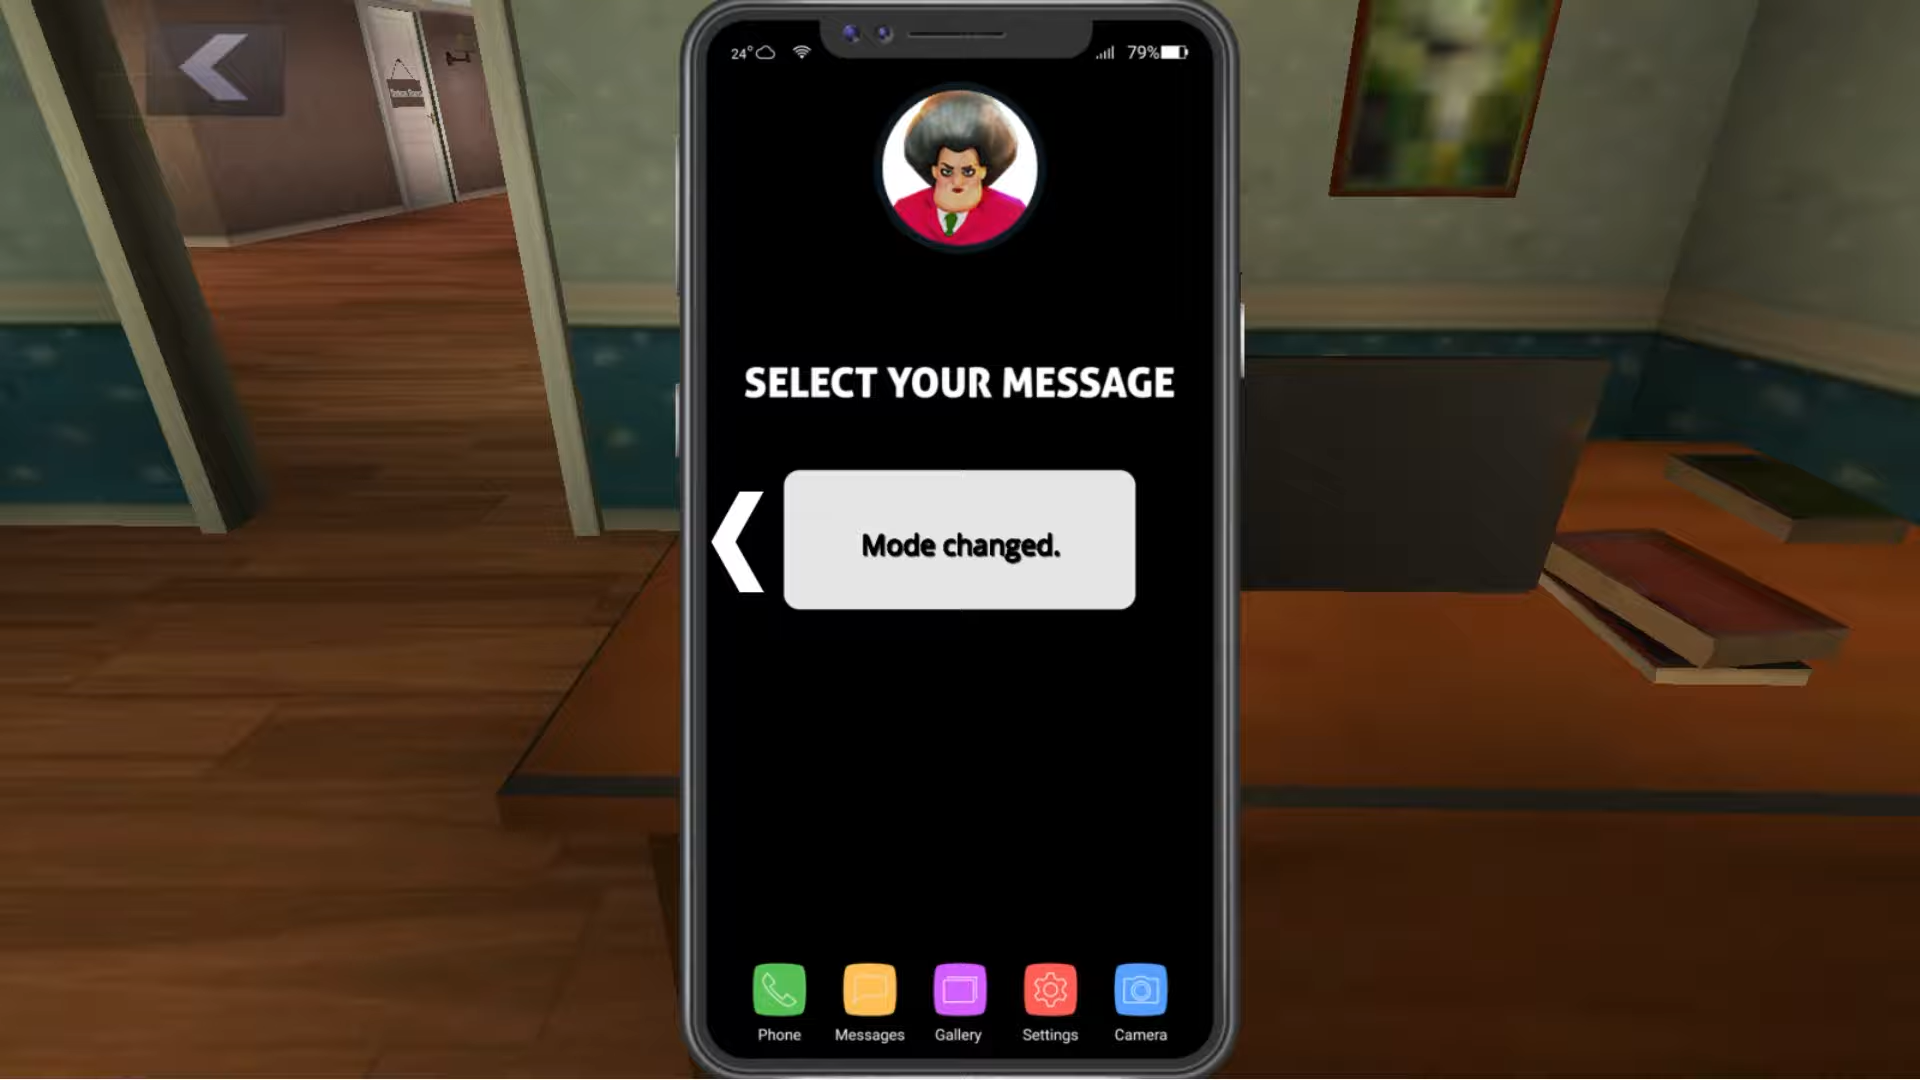 24°
79%
SELECT YOUR MESSAGE
Mode changed.
Phone
Messages
Gallery
Settings
Camera